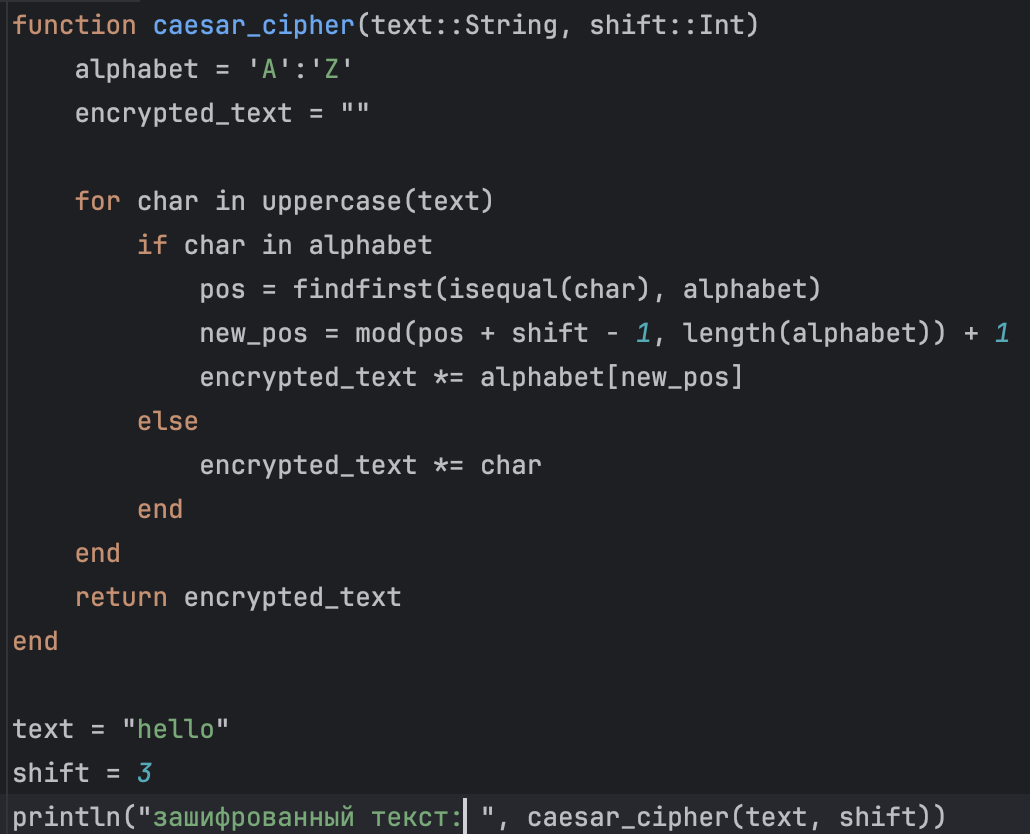 function caesar_cipher(text::String, shift::Int)
    alphabet = 'A':'Z'
    encrypted_text = ""

    for char in uppercase(text)
        if char in alphabet
            pos = findfirst(isequal(char), alphabet)
            new_pos = mod(pos + shift - 1, length(alphabet)) + 1
            encrypted_text *= alphabet[new_pos]
        else
            encrypted_text *= char
        end
    end
    return encrypted_text
end

text = "hello"
shift = 3
println("зашифрованный текст: ", caesar_cipher(text, shift))